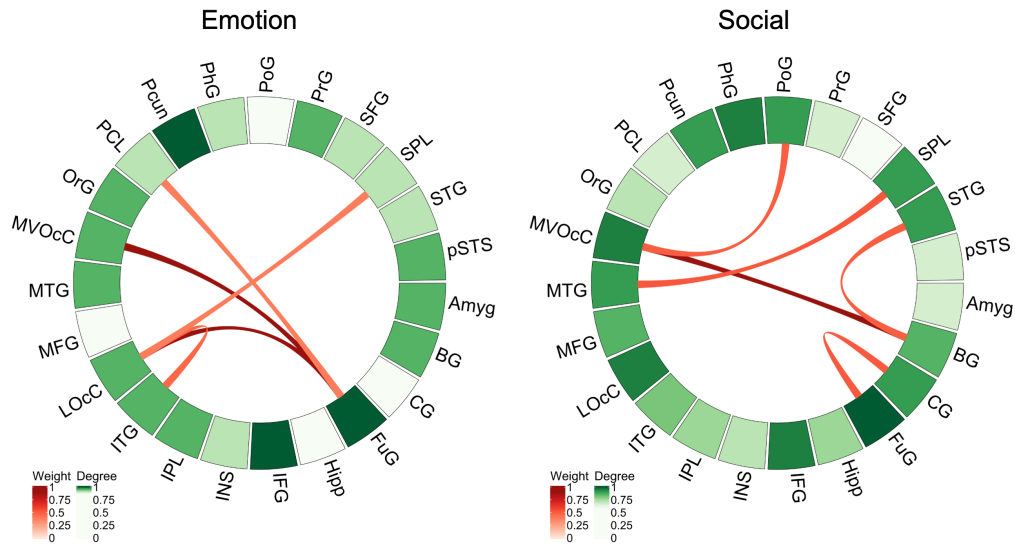 Emotion
PoG
PrG
SFG
SPL
STG
pSTS
Amyg
BG
CG
FuG
Hipp
IFG
INS
IPL
ITG
LOcC
MFG
MTG
MVOcC
OrG
PCL
Pcun
PhG
Weight Degree
1 1
0.75 0.75
0.5 0.5
0.25 0.25
0 0
Social
PoG
PrG
SFG
SPL
STG
pSTS
Amyg
BG
CG
FuG
Hipp
IFG
INS
IPL
ITG
LOcC
MFG
MTG
MVOcC
OrG
PCL
Pcun
PhG
Weight Degree
1 1
0.75 0.75
0.5 0.5
0.25 0.25
0 0